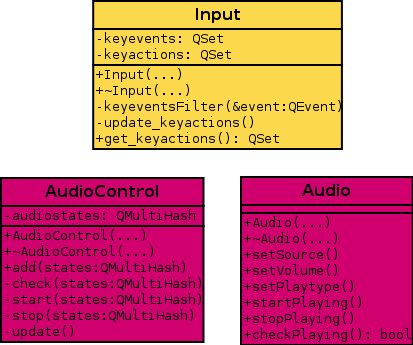 Input
-keyevents: QSet
-keyactions: QSet
+Input(...)
+~Input(...)
-keyeventsFilter(&event:QEvent)
-update_keyactions()
+get_keyactions(): QSet
AudioControl
-audiostates: QMultiHash
+AudioControl(...)
+~AudioControl(...)
+add(states:QMultiHash)
-check(states:QMultiHash)
-start(states:QMultiHash)
-stop(states:QMultiHash)
-update()
Audio
+Audio(...)
+~Audio(...)
+setSource()
+setVolume()
+setPlaytype()
+startPlaying()
+stopPlaying()
+checkPlaying(): bool